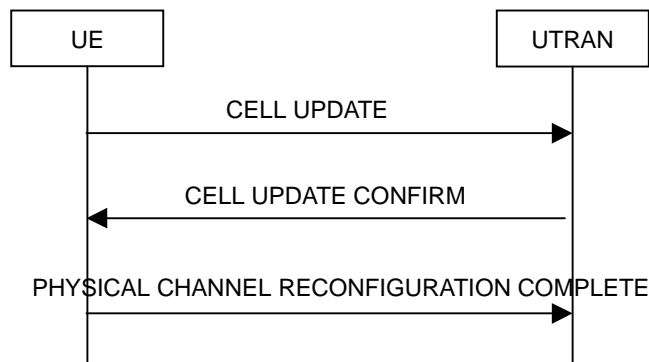 UE
UTRAN
CELL UPDATE
CELL UPDATE CONFIRM
PHYSICAL CHANNEL RECONFIGURATION COMPLETE